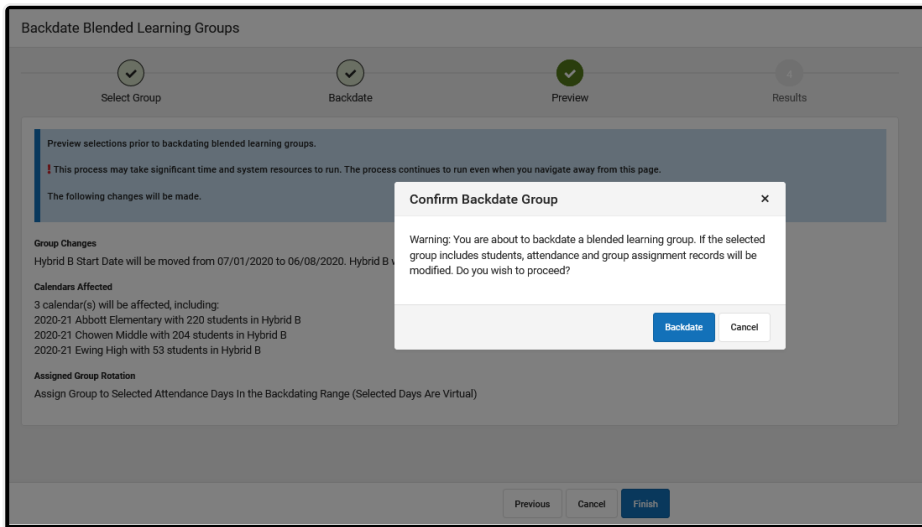 Backdate Blended Learning Groups
Select Group
Backdate
Preview
4
Results
Preview selections prior to backdating blended learning groups.
! This process may take significant time and system resources to run. The process continues to run even when you navigate away from this page.
The following changes will be made.
Confirm Backdate Group
×
Warning: You are about to backdate a blended learning group. If the selected
group includes students, attendance and group assignment records will be
modified. Do you wish to proceed?
Backdate
Cancel
Group Changes
Hybrid B Start Date will be moved from 07/01/2020 to 06/08/2020. Hybrid B
Calendars Affected
3 calendar(s) will be affected, including:
2020-21 Abbott Elementary with 220 students in Hybrid B
2020-21 Chowen Middle with 204 students in Hybrid B
2020-21 Ewing High with 53 students in Hybrid B
Assigned Group Rotation
Assign Group to Selected Attendance Days In the Backdating Range (Selected Days Are Virtual)
Previous
Cancel
Finish